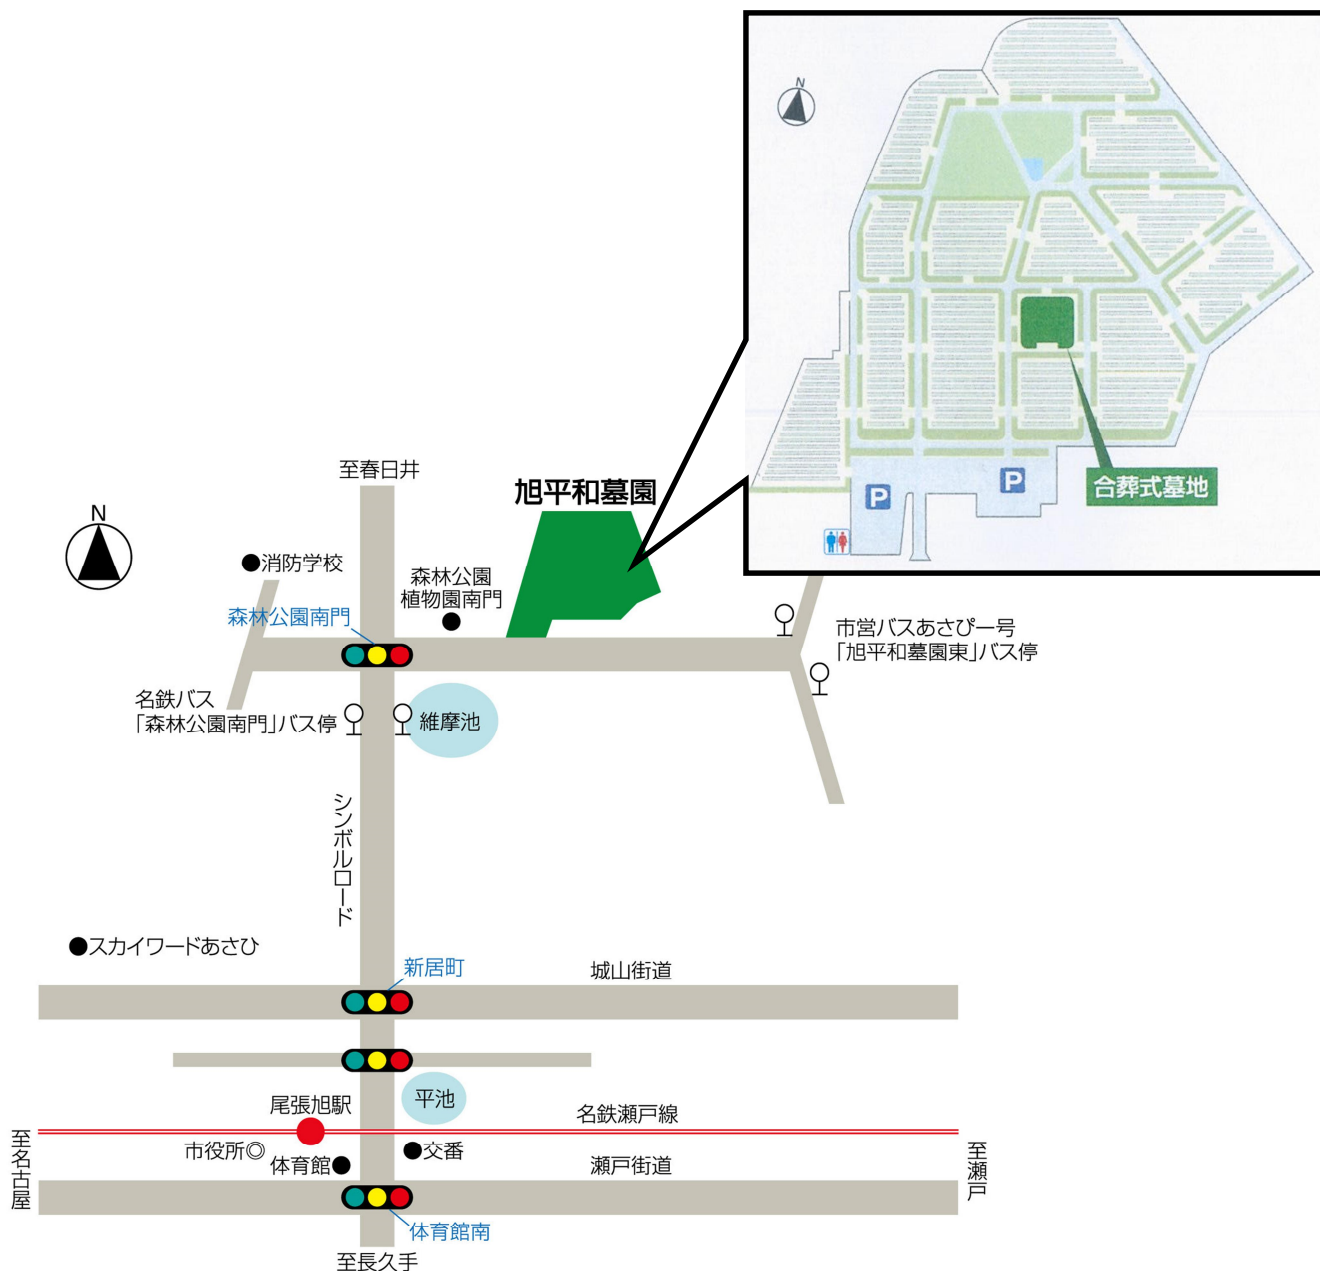 N
合葬式墓地
P
P
至春日井
旭平和墓園
N
消防学校
森林公園
植物園南門
森林公園南門
市営バスあさぴー号
「旭平和墓園東」バス停
名鉄バス
「森林公園南門」バス停
維摩池
シンボルロード
スカイワードあさひ
新居町
城山街道
平池
尾張旭駅
名鉄瀬戸線
至名古屋
市役所◎
交番
体育館
瀬戸街道
至瀬戸
体育館南
至長久手